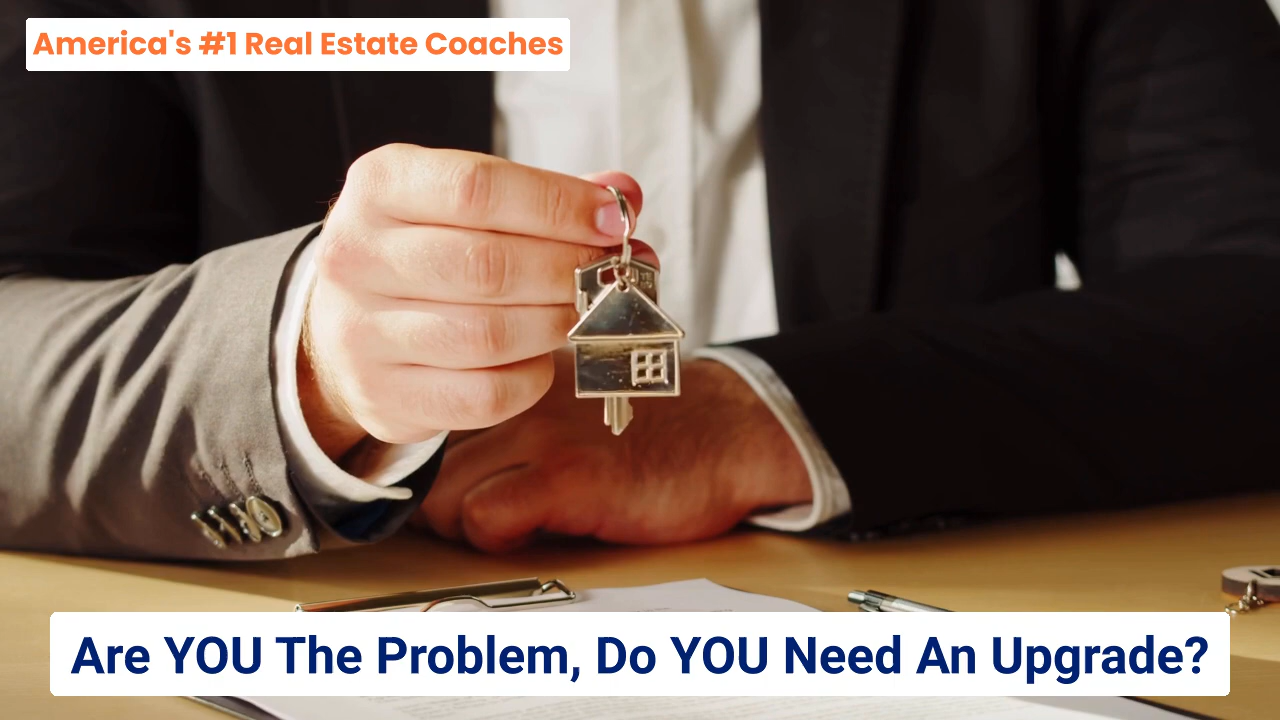 America's #1 Real Estate Coaches
Are YOU The Problem, Do YOU Need An Upgrade?